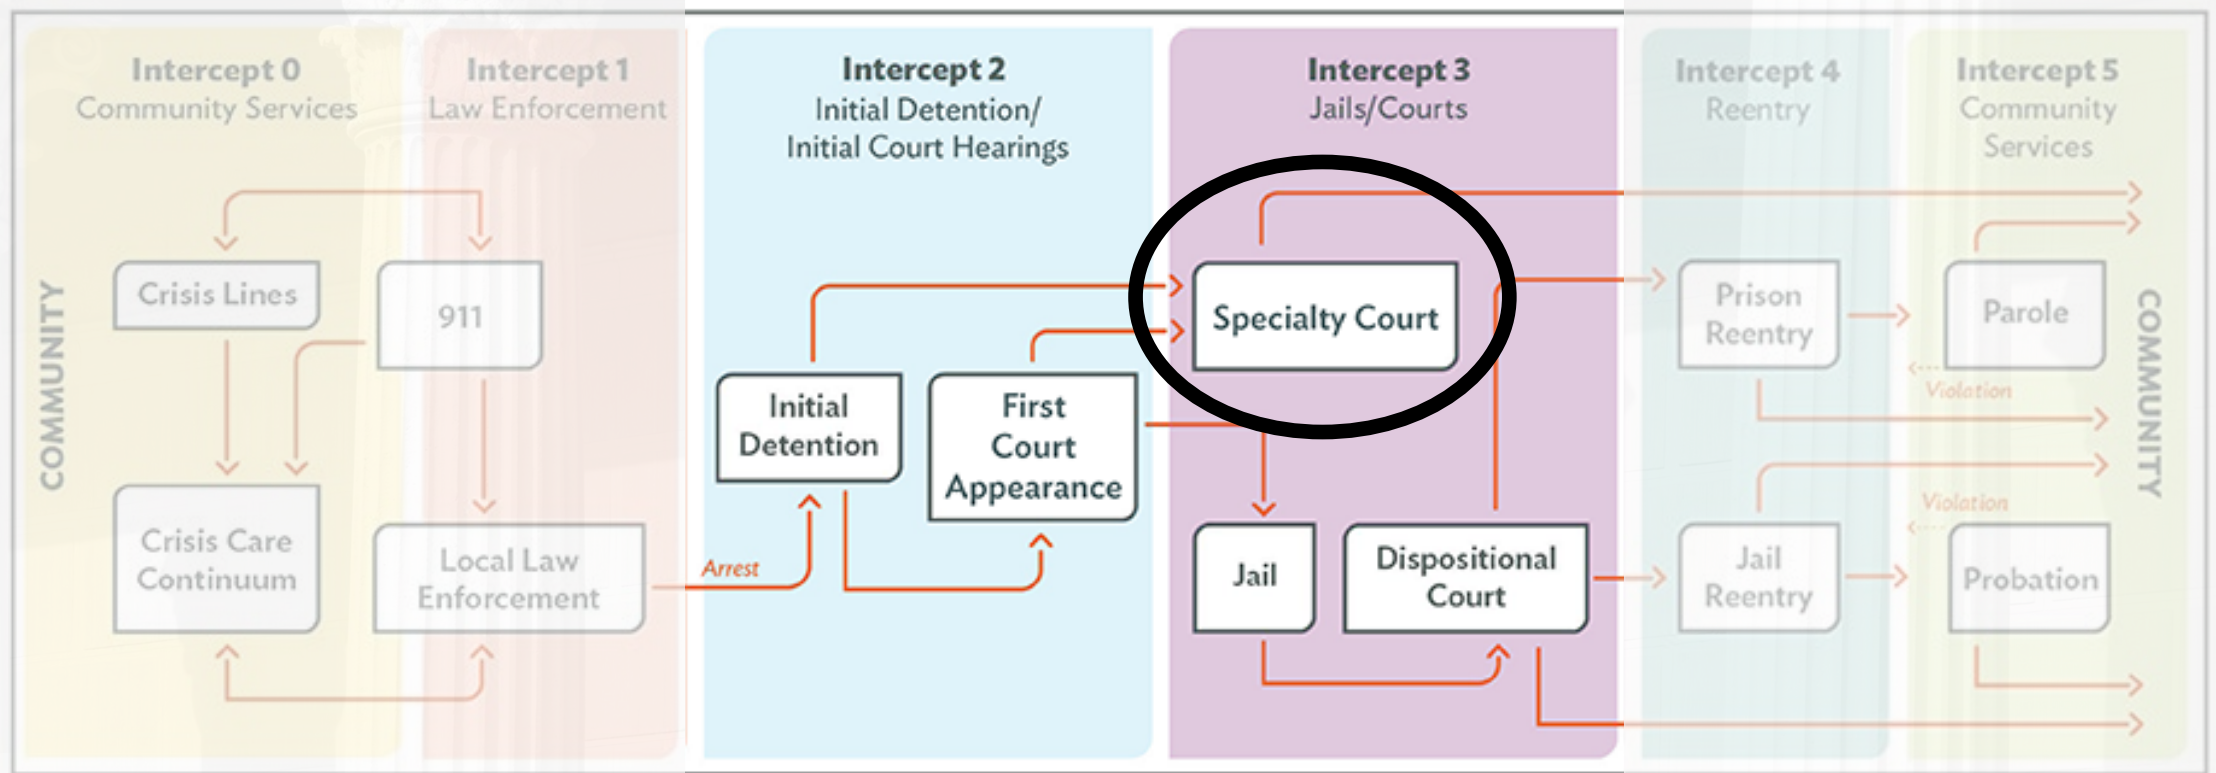 Intercept 0
Community Services
Intercept 1
Law Enforcement
Intercept 2
Initial Detention/
Initial Court Hearings
Intercept 3
Jails/Courts
Intercept 4
Reentry
Intercept 5
Community
Services
COMMUNITY
Crisis Lines
911
Crisis Care
Continuum
Local Law
Enforcement
Arrest
Initial
Detention
First
Court
Appearance
Specialty Court
Jail
Dispositional
Court
Prison
Reentry
Parole
Violation
Jail
Reentry
Violation
Probation
COMMUNITY